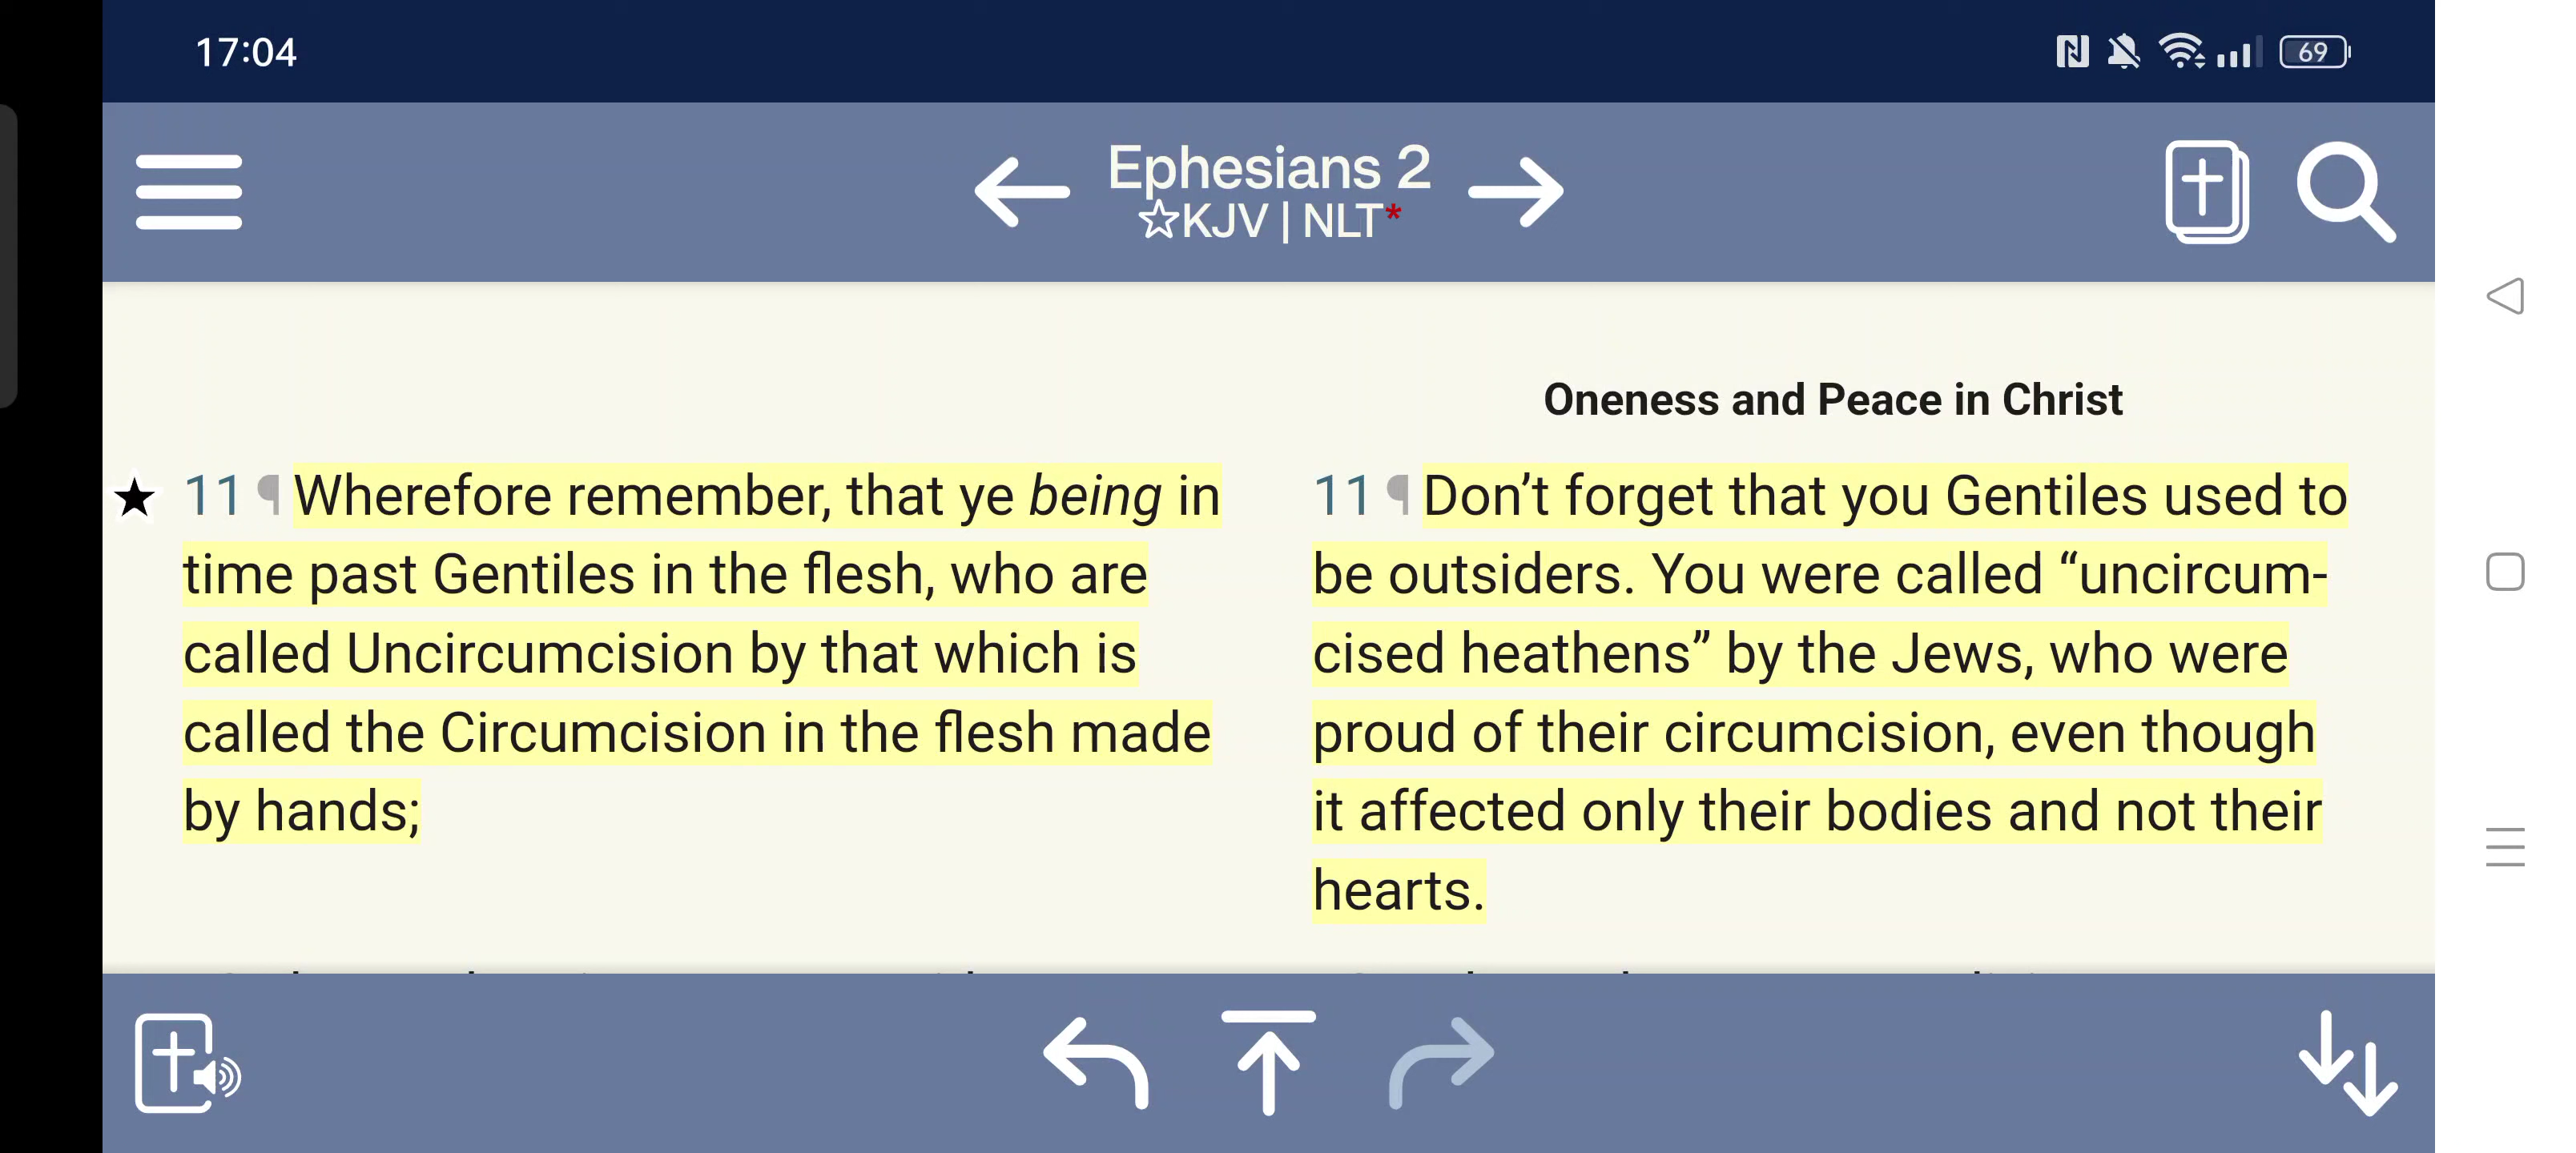 17:04
69
Ephesians 2
☆KJV | NLT*
Oneness and Peace in Christ
11 ¶ Wherefore remember, that ye being in
time past Gentiles in the flesh, who are
called Uncircumcision by that which is
called the Circumcision in the flesh made
by hands;
11 ¶ Don’t forget that you Gentiles used to
be outsiders. You were called “uncircum-
cised heathens” by the Jews, who were
proud of their circumcision, even though
it affected only their bodies and not their
hearts.